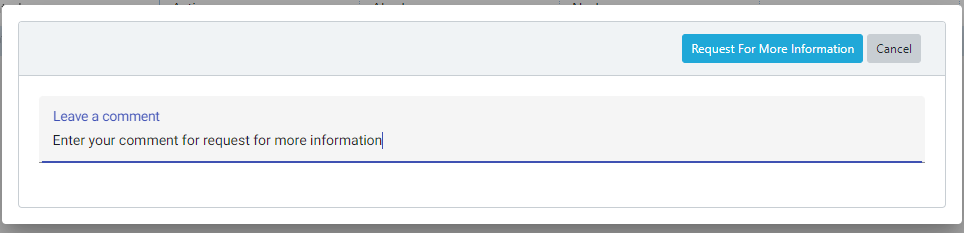 Request For More Information Cancel
Leave a comment
Enter your comment for request for more information